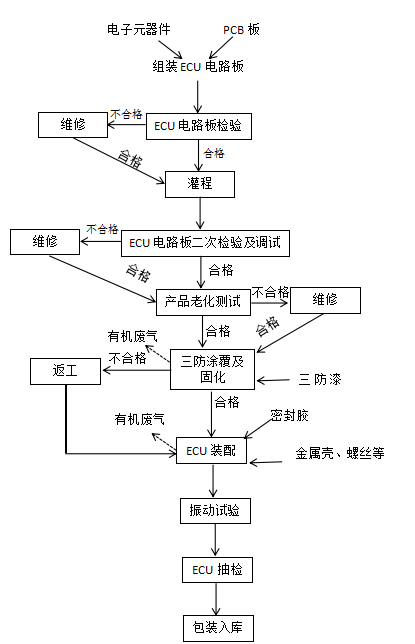 电子元器件
PCB 板
组装 ECU 电路板
维修
不合格
ECU 电路板检验
合格
合格
灌程
维修
不合格
ECU 电路板二次检验及调试
合格
合格
产品老化测试
不合格
维修
有机废气
合格
合格
返工
不合格
三防涂覆及
固化
三防漆
合格
有机废气
密封胶
ECU 装配
金属壳、螺丝等
振动试验
ECU 抽检
包装入库